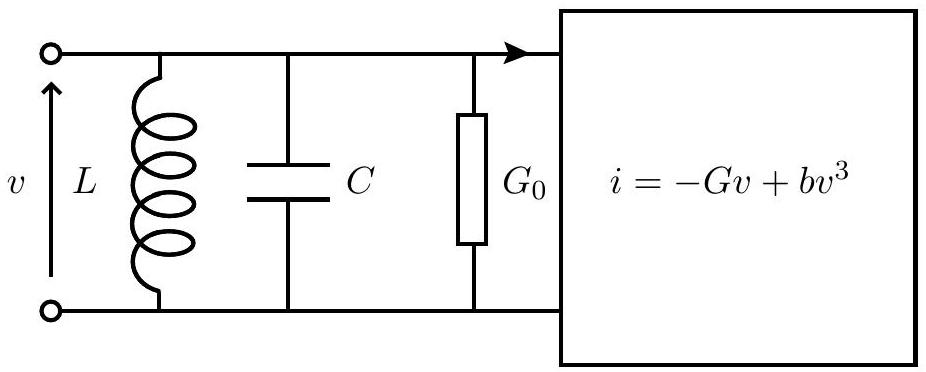 v
L
C
G₀
i = −Gv + bv³